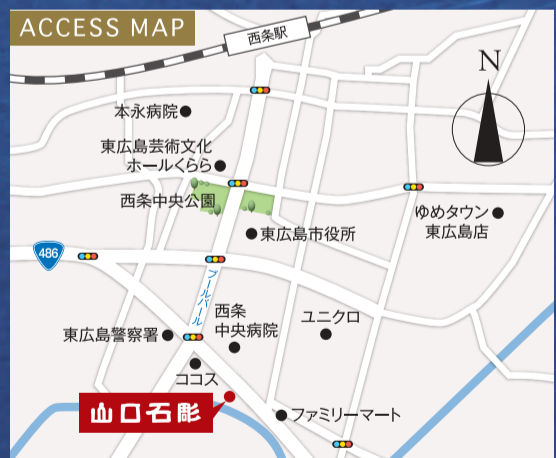 ACCESS MAP
西条駅
N
本永病院
東広島芸術文化
ホールくらら
西条中央公園
ゆめタウン
東広島店
東広島市役所
486
ブールバール
西条
中央病院
ユニクロ
東広島警察署
ココス
山口石彫
ファミリーマート